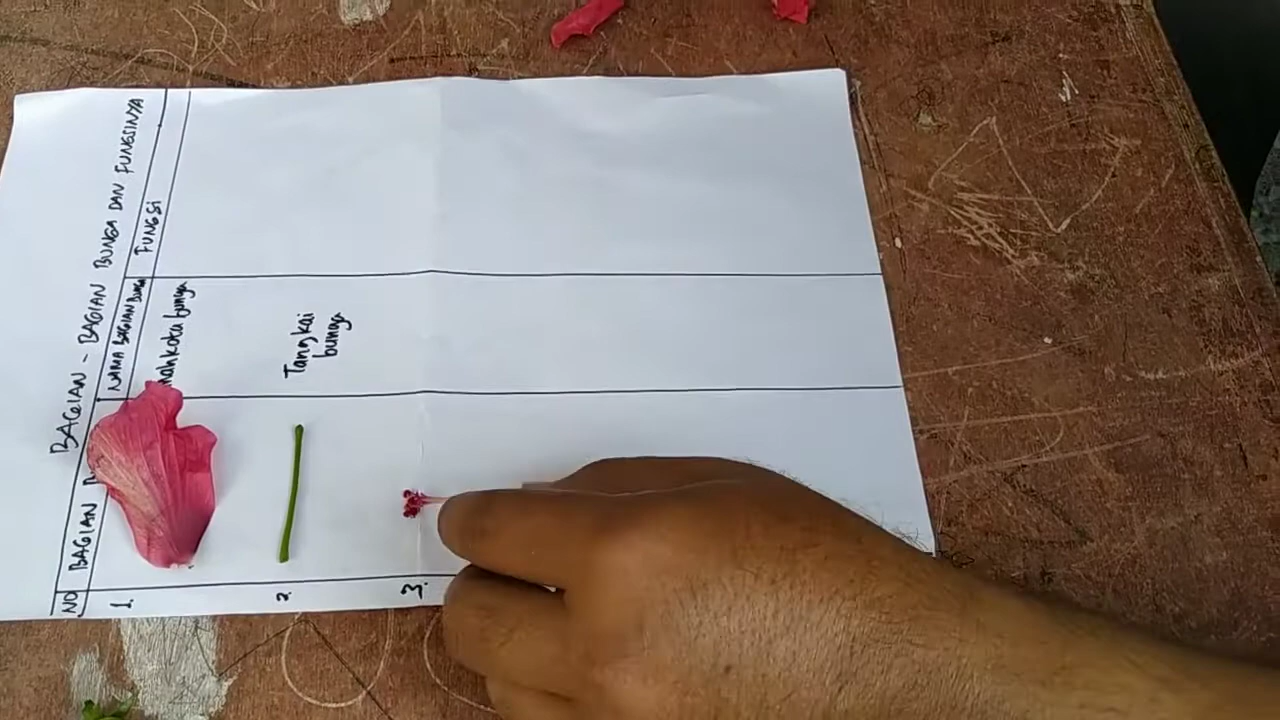 BAGIAN - BAGIAN BUNGA DAN FUNGSINYA
NO
BAGIAN
NAMA BAGIAN BUNGA
FUNGSI
1.
mahkota bunga
2.
Tangkai
bunga
3.